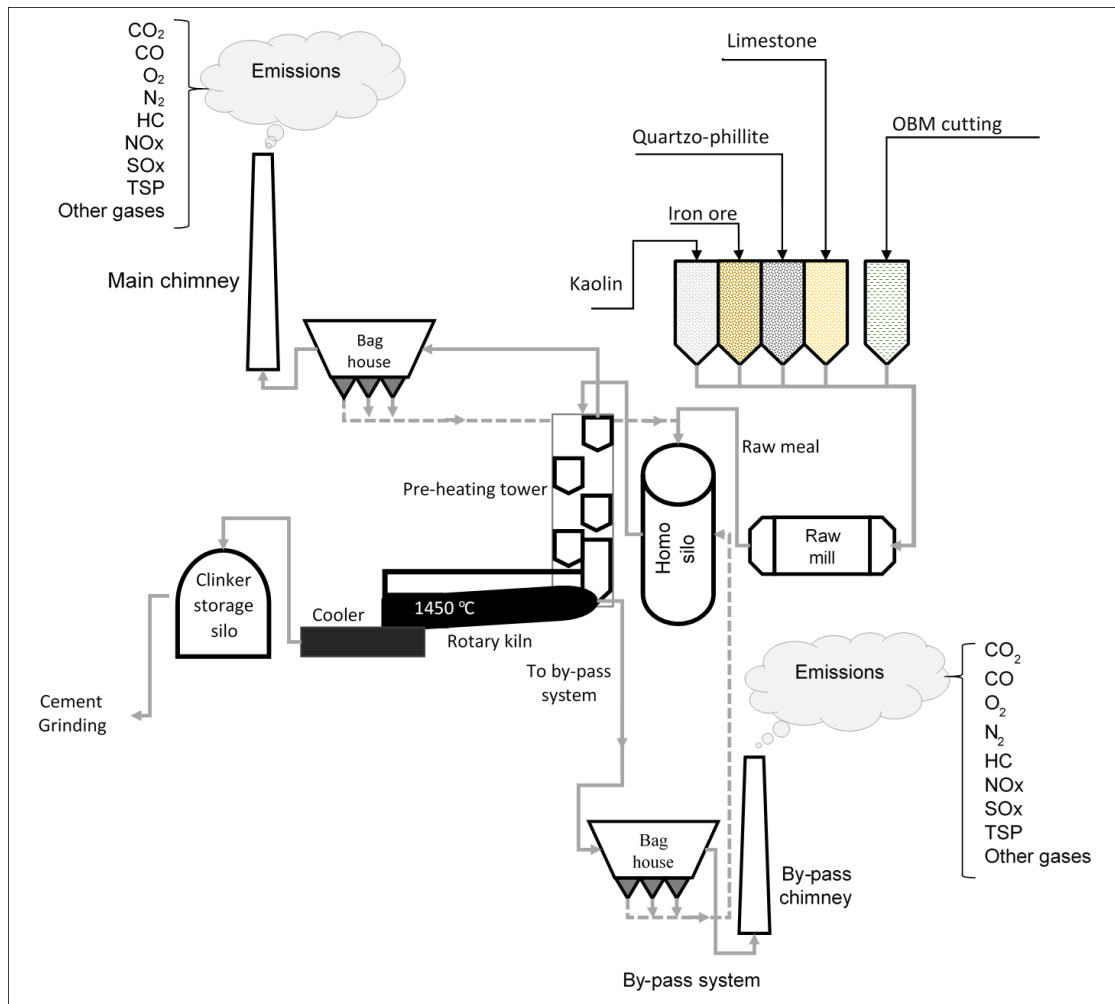 CO₂
CO
O₂
N₂
HC
NOx
SOx
TSP
Other gases
Emissions
Main chimney
Limestone
Quartzo-phillite
OBM cutting
Iron ore
Kaolin
Bag
house
Raw meal
Pre-heating tower
Homo
silo
Raw
mill
Clinker
storage
silo
Cooler
1450 °C
Rotary kiln
To by-pass
system
Cement
Grinding
Emissions
CO₂
CO
O₂
N₂
HC
NOx
SOx
TSP
Other gases
Bag
house
By-pass
chimney
By-pass system